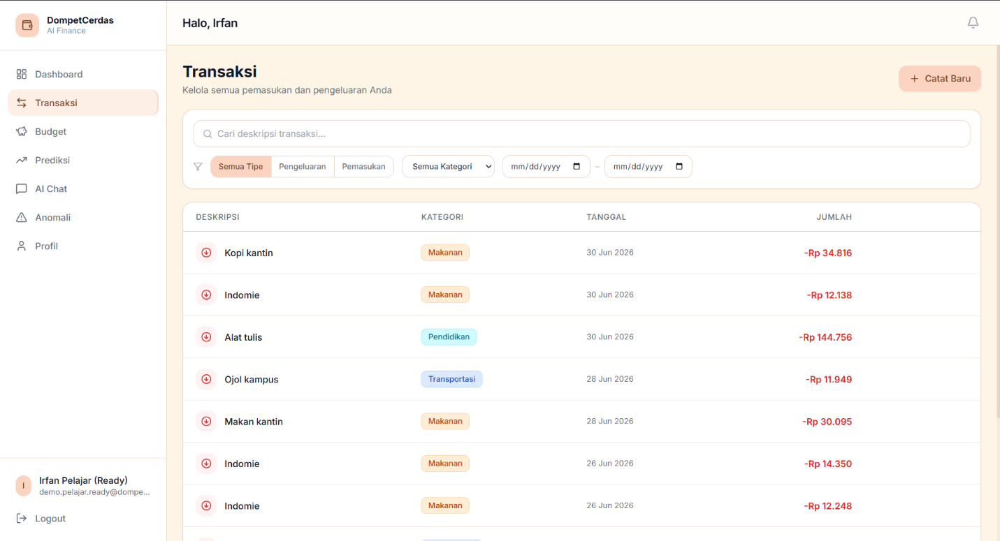 DompetCerdas
AI Finance
Dashboard
Transaksi
Budget
Prediksi
AI Chat
Anomali
Profil
I
Irfan Pelajar (Ready)
demo.pelajar.ready@dompe...
Logout
Halo, Irfan
Transaksi
Kelola semua pemasukan dan pengeluaran Anda
+ Catat Baru
Cari deskripsi transaksi...
Semua Tipe Pengeluaran Pemasukan Semua Kategori mm/dd/yyyy – mm/dd/yyyy
DESKRIPSI KATEGORI TANGGAL JUMLAH
Kopi kantin Makanan 30 Jun 2026 -Rp 34.816
Indomie Makanan 30 Jun 2026 -Rp 12.138
Alat tulis Pendidikan 30 Jun 2026 -Rp 144.756
Ojol kampus Transportasi 28 Jun 2026 -Rp 11.949
Makan kantin Makanan 28 Jun 2026 -Rp 30.095
Indomie Makanan 26 Jun 2026 -Rp 14.350
Indomie Makanan 26 Jun 2026 -Rp 12.248